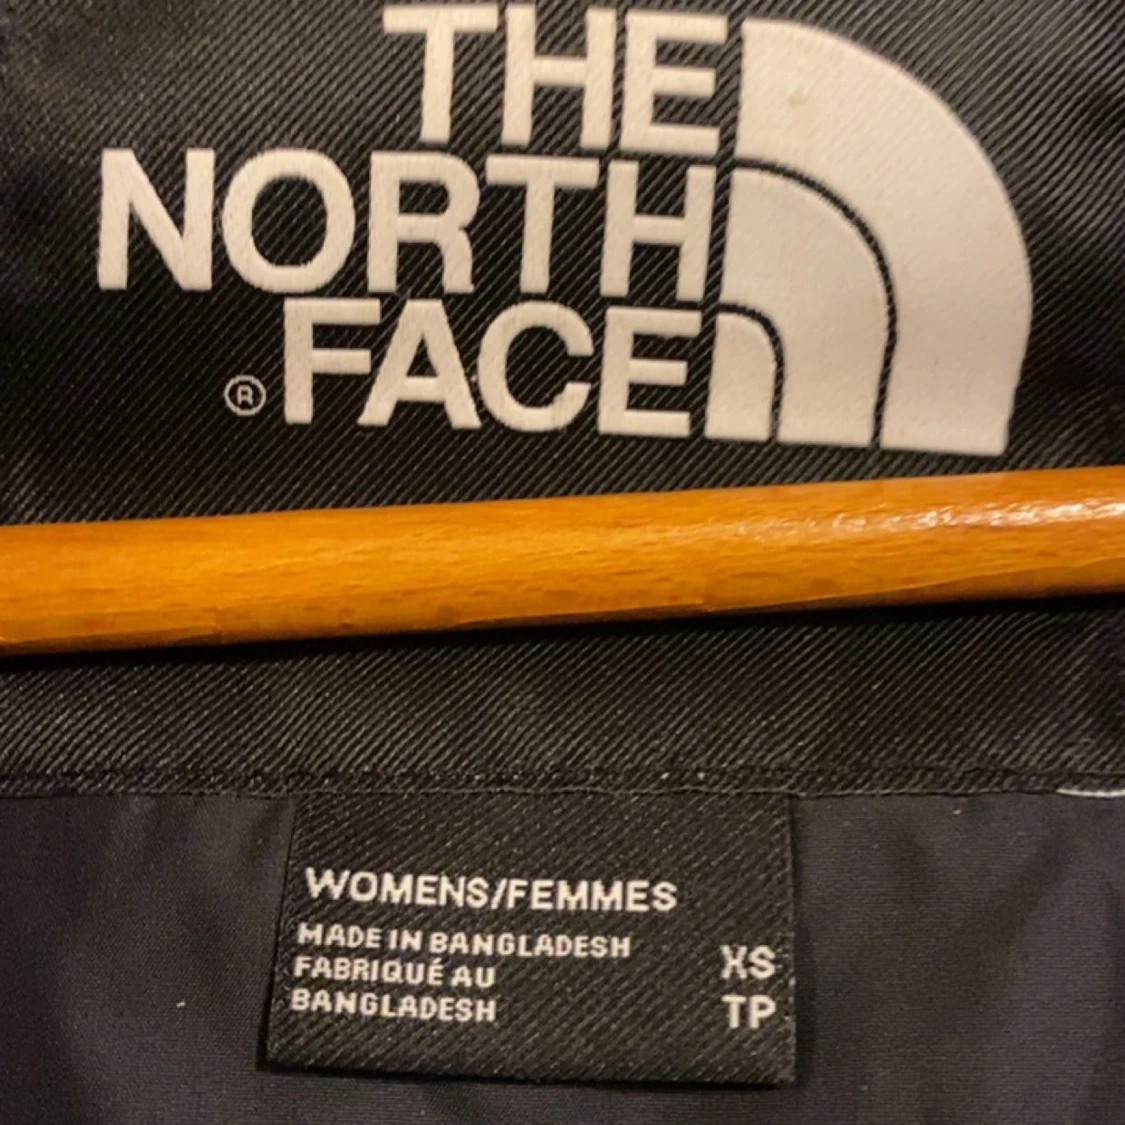 THE
NORTH
® FACE
WOMENS/FEMMES
MADE IN BANGLADESH
FABRIQUÉ AU
BANGLADESH
XS
TP